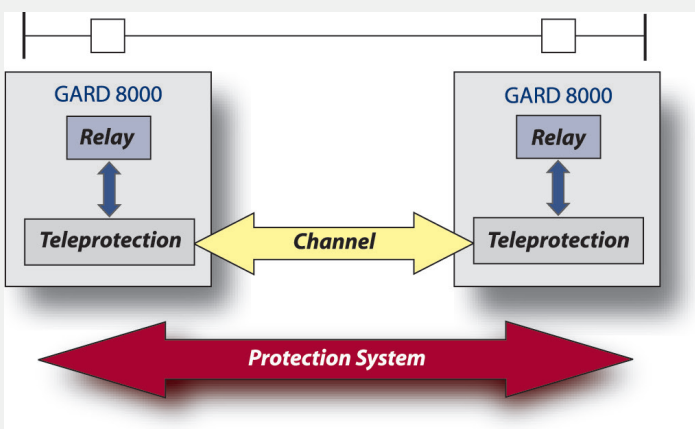 GARD 8000
GARD 8000
Relay
Relay
Teleprotection
Channel
Teleprotection
Protection System